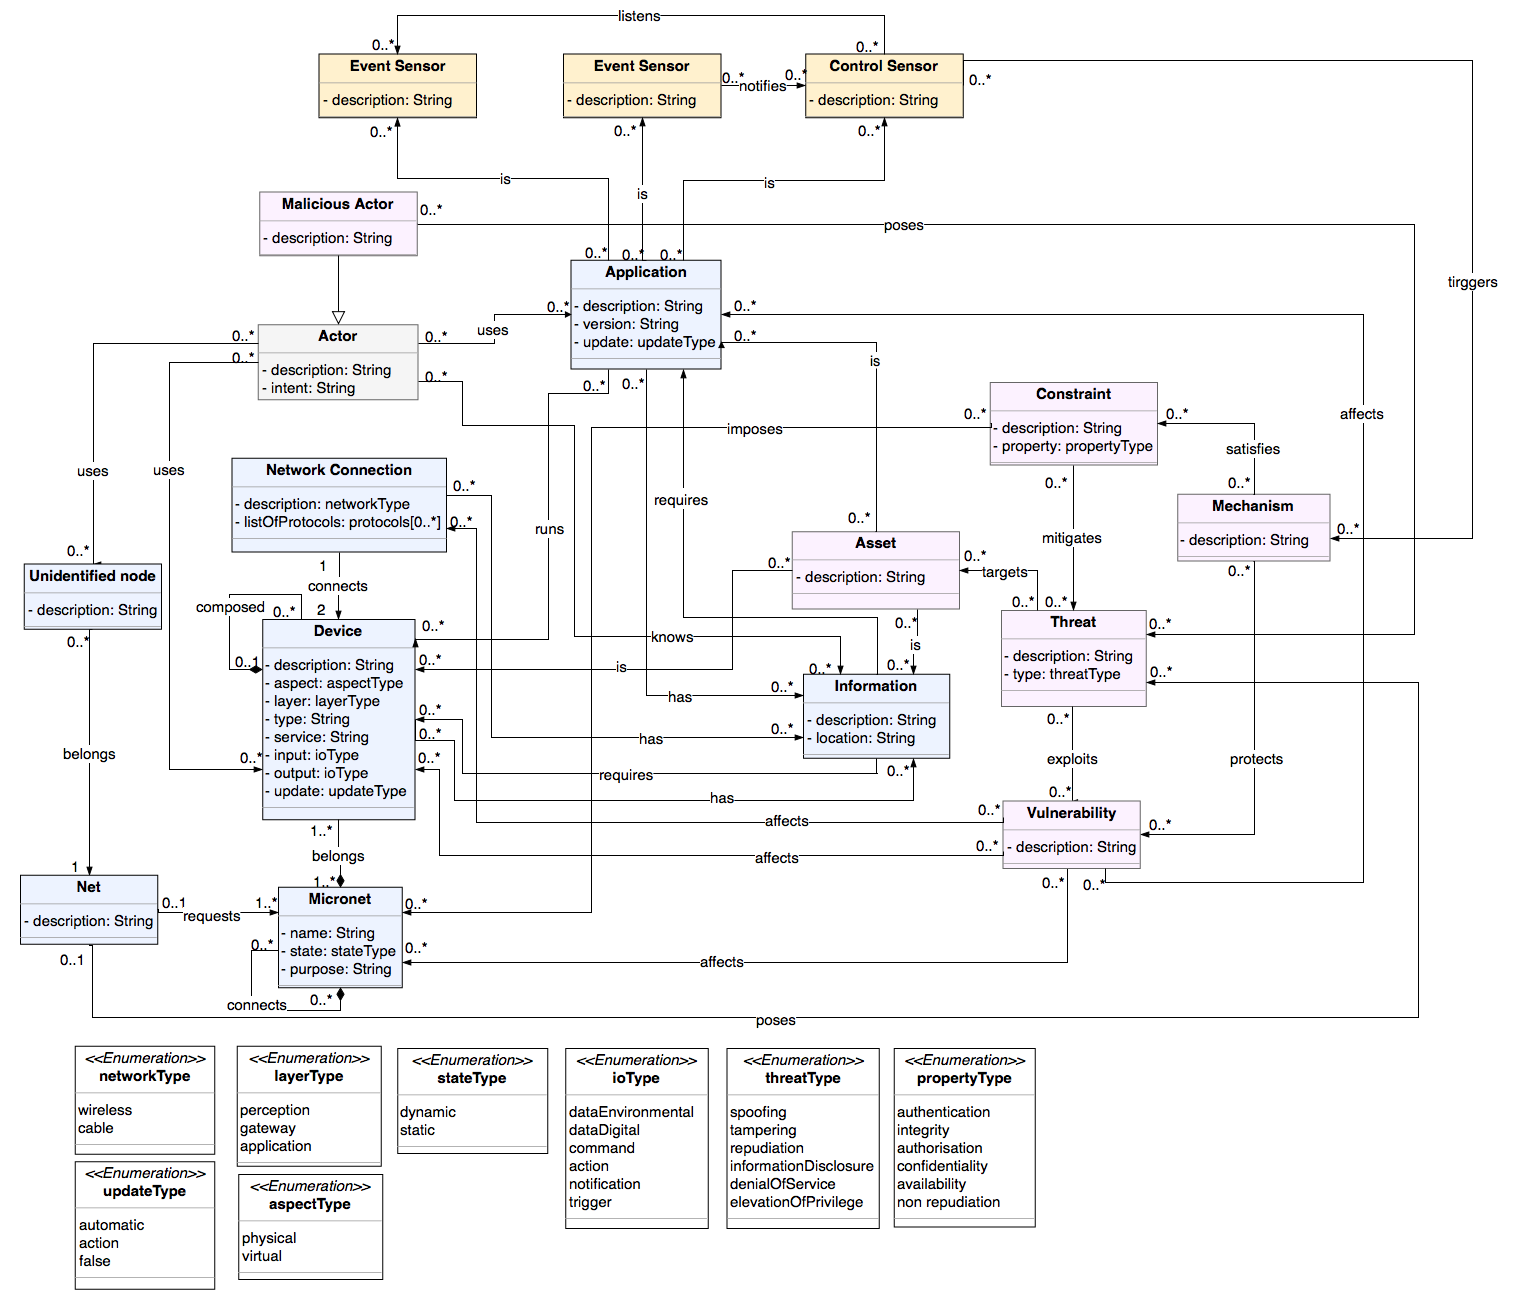 listens
0..*
0..*
Event Sensor
- description: String
0..*
Event Sensor
- description: String
0..*
0..*
notifies
0..*
Control Sensor
- description: String
0..*
0..*
is
is
is
tirggers
Malicious Actor
- description: String
0..*
poses
0..*
0..*
0..*
Application
- description: String
- version: String
- update: updateType
0..*
0..*
0..*
0..*
0..*
is
Actor
- description: String
- intent: String
0..*
0..*
0..*
0..*
uses
uses
uses
Constraint
- description: String
- property: propertyType
0..*
0..*
0..*
imposes
affects
satisfies
Network Connection
- description: networkType
- listOfProtocols: protocols[0..*]
0..*
0..*
requires
runs
0..*
Mechanism
- description: String
0..*
0..*
mitigates
0..*
Asset
- description: String
0..*
0..*
0..*
targets
is
0..*
Unidentified node
- description: String
0..*
1
connects
2
composed
0..*
0..1
Device
- description: String
- aspect: aspectType
- layer: layerType
- type: String
- service: String
- input: ioType
- output: ioType
- update: updateType
0..*
0..*
0..*
0..*
0..*
0..*
knows
is
has
has
requires
has
0..*
0..*
Threat
- description: String
- type: threatType
0..*
0..*
0..*
0..*
0..*
Information
- description: String
- location: String
0..*
0..*
0..*
exploits
protects
belongs
affects
affects
0..*
0..*
0..*
Vulnerability
- description: String
0..*
0..*
0..*
1..*
belongs
1..*
1
Net
- description: String
0..1
requests
1..*
0..1
Micronet
- name: String
- state: stateType
- purpose: String
0..*
0..*
0..*
0..*
connects
affects
poses
<<Enumeration>>
networkType
wireless
cable
<<Enumeration>>
layerType
perception
gateway
application
<<Enumeration>>
stateType
dynamic
static
<<Enumeration>>
ioType
dataEnvironmental
dataDigital
command
action
notification
trigger
<<Enumeration>>
threatType
spoofing
tampering
repudiation
informationDisclosure
denialOfService
elevationOfPrivilege
<<Enumeration>>
propertyType
authentication
integrity
authorisation
confidentiality
availability
non repudiation
<<Enumeration>>
updateType
automatic
action
false
<<Enumeration>>
aspectType
physical
virtual